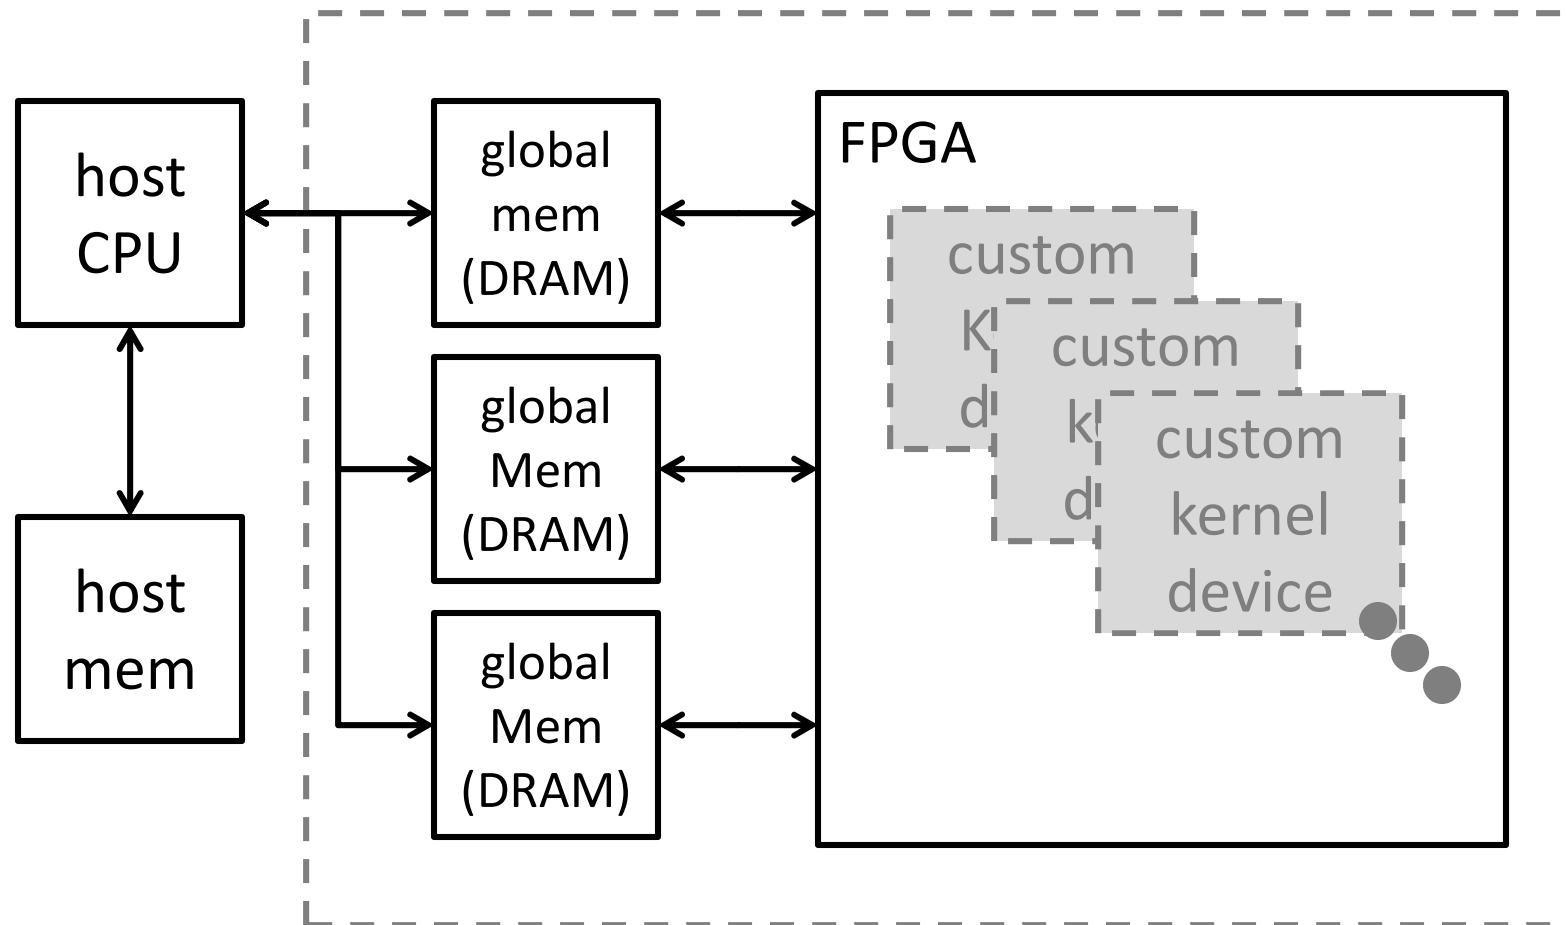 host
CPU
host
mem
global
mem
(DRAM)
global
Mem
(DRAM)
global
Mem
(DRAM)
FPGA
custom
K
d
custom
k
d
custom
kernel
device